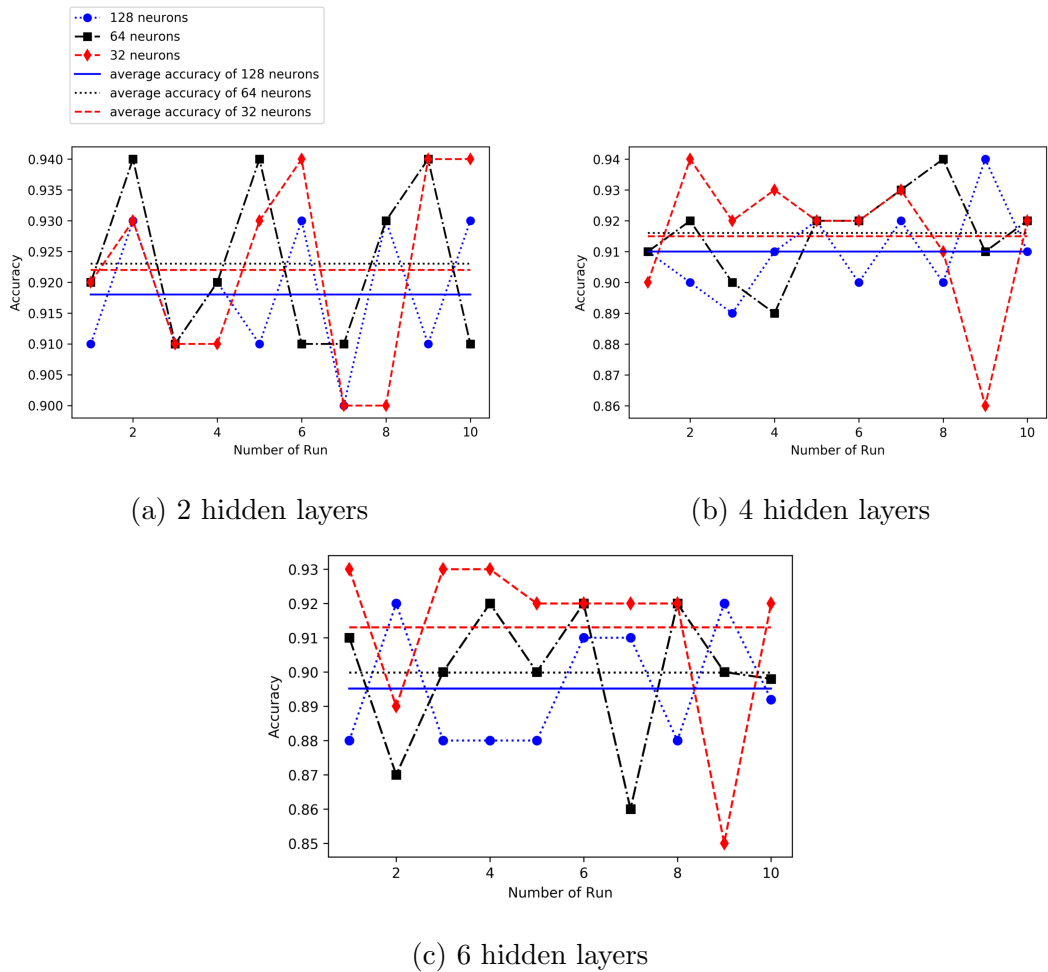 128 neurons
64 neurons
32 neurons
average accuracy of 128 neurons
average accuracy of 64 neurons
average accuracy of 32 neurons
0.940
0.935
0.930
0.925
0.920
0.915
0.910
0.905
0.900
Accuracy
2 4 6 8 10
Number of Run
(a) 2 hidden layers
0.94
0.93
0.92
0.91
0.90
0.89
0.88
0.87
0.86
Accuracy
2 4 6 8 10
Number of Run
(b) 4 hidden layers
0.93
0.92
0.91
0.90
0.89
0.88
0.87
0.86
0.85
Accuracy
2 4 6 8 10
Number of Run
(c) 6 hidden layers